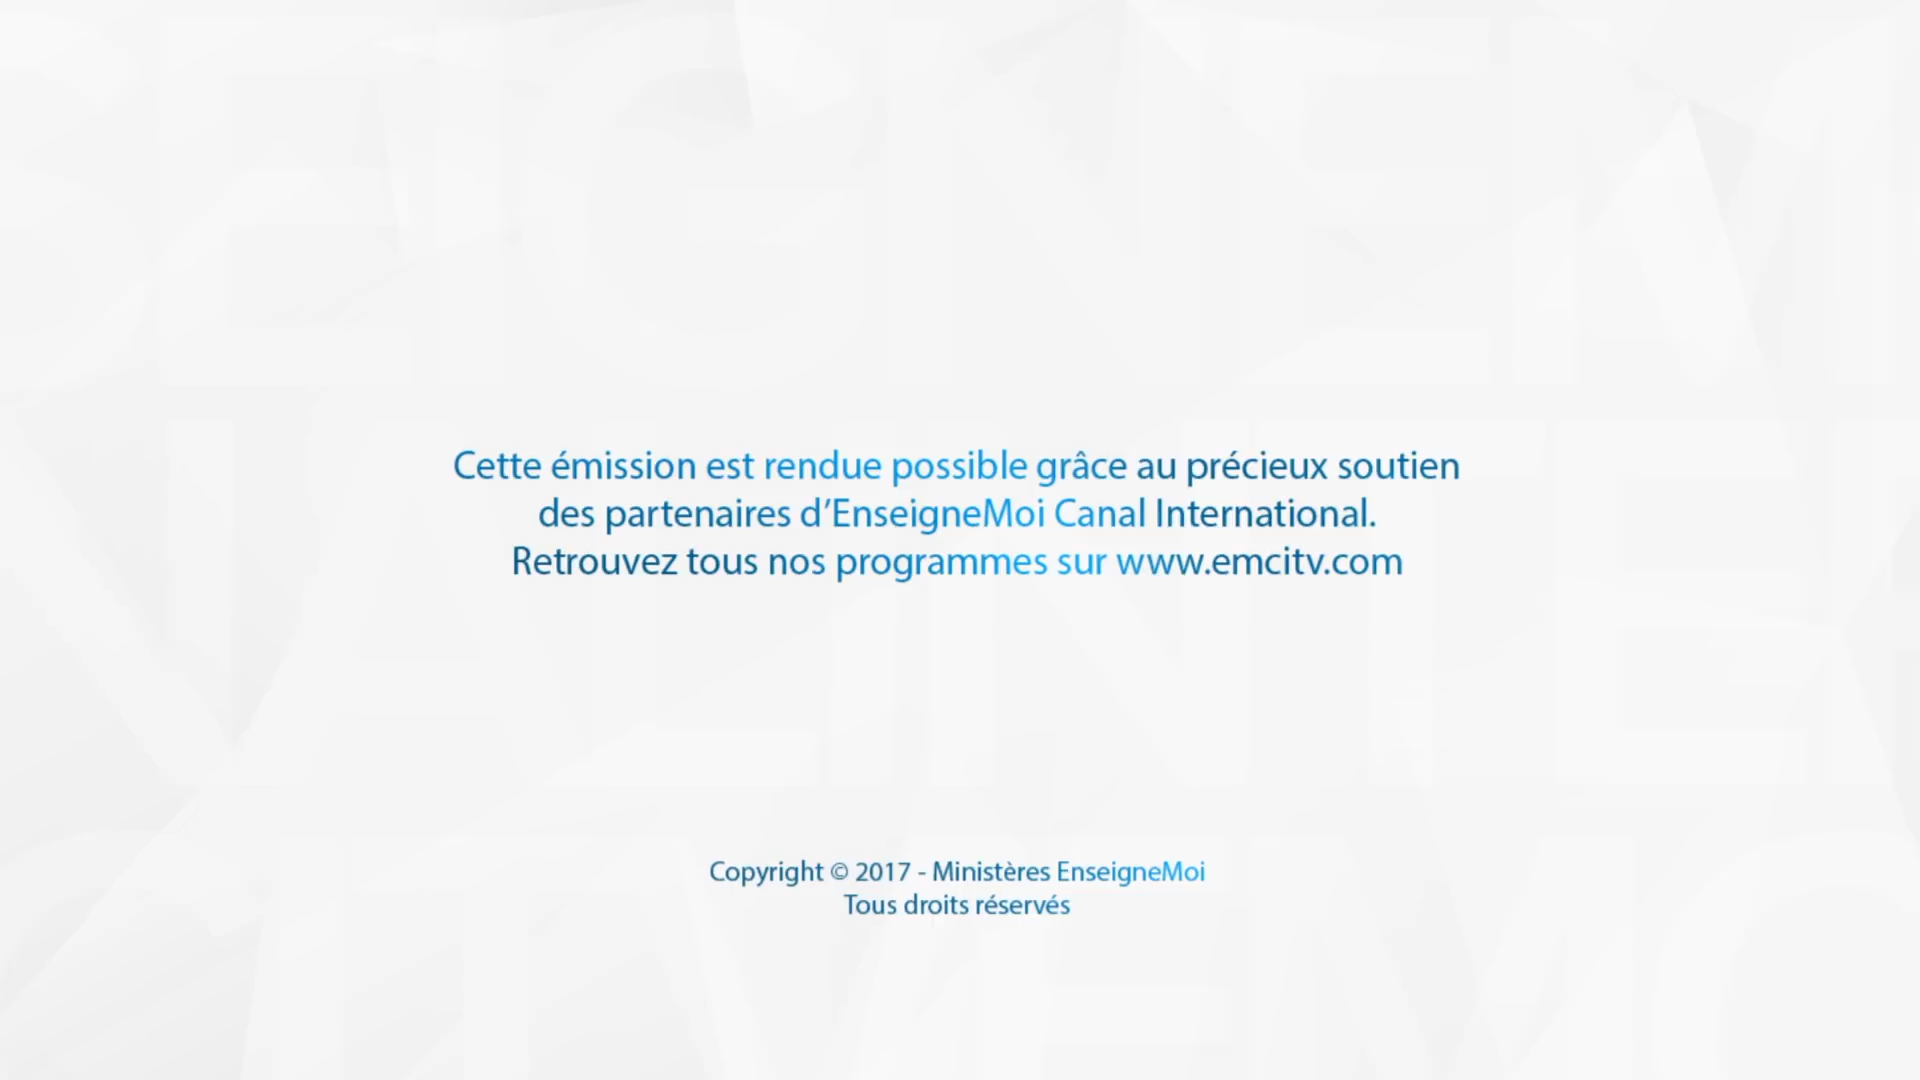 Cette émission est rendue possible grâce au précieux soutien
des partenaires d’EnseigneMoi Canal International.
Retrouvez tous nos programmes sur www.emcitv.com
Copyright © 2017 - Ministères EnseigneMoi
Tous droits réservés